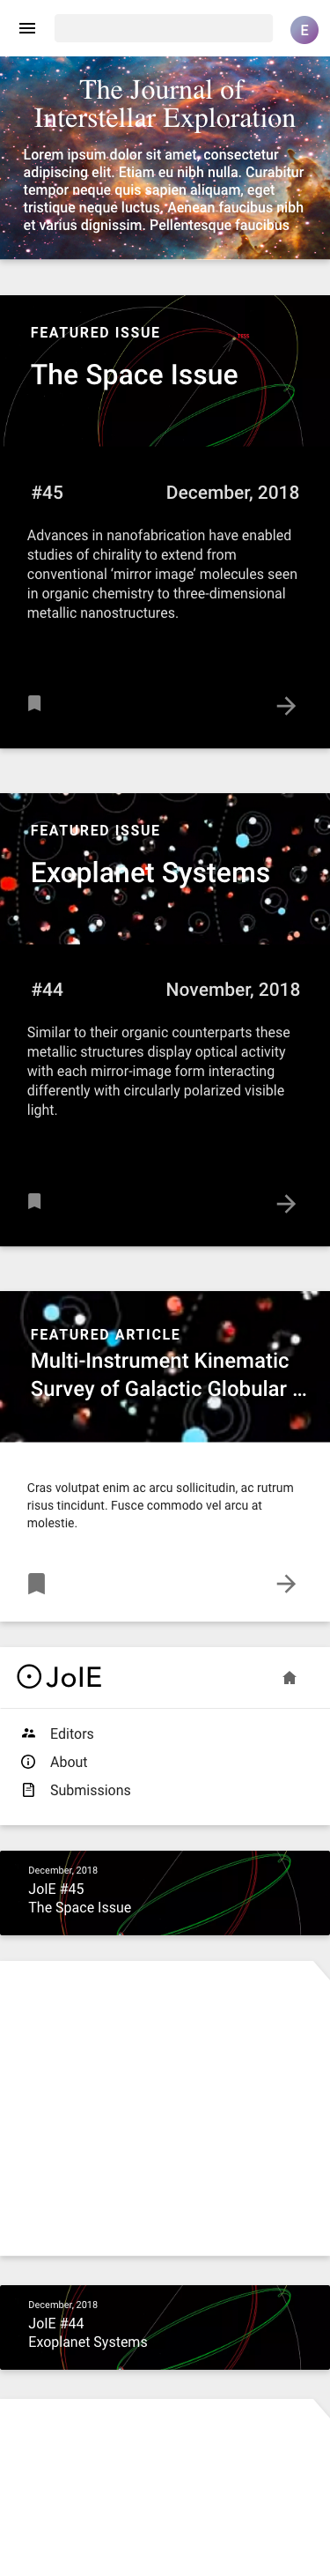 E
The Journal of
Interstellar Exploration
Lorem ipsum dolor sit amet, consectetur
adipiscing elit. Etiam eu nibh nulla. Curabitur
tempor neque quis sapien aliquam, eget
tristique neque luctus. Aenean faucibus nibh
et varius dignissim. Pellentesque faucibus
FEATURED ISSUE
TESS
The Space Issue
#45
December, 2018
Advances in nanofabrication have enabled
studies of chirality to extend from
conventional ‘mirror image’ molecules seen
in organic chemistry to three-dimensional
metallic nanostructures.
FEATURED ISSUE
Exoplanet Systems
#44
November, 2018
Similar to their organic counterparts these
metallic structures display optical activity
with each mirror-image form interacting
differently with circularly polarized visible
light.
FEATURED ARTICLE
Multi-Instrument Kinematic
Survey of Galactic Globular ...
Cras volutpat enim ac arcu sollicitudin, ac rutrum
risus tincidunt. Fusce commodo vel arcu at
molestie.
JoIE
Editors
About
Submissions
December, 2018
JoIE #45
The Space Issue
December, 2018
JoIE #44
Exoplanet Systems